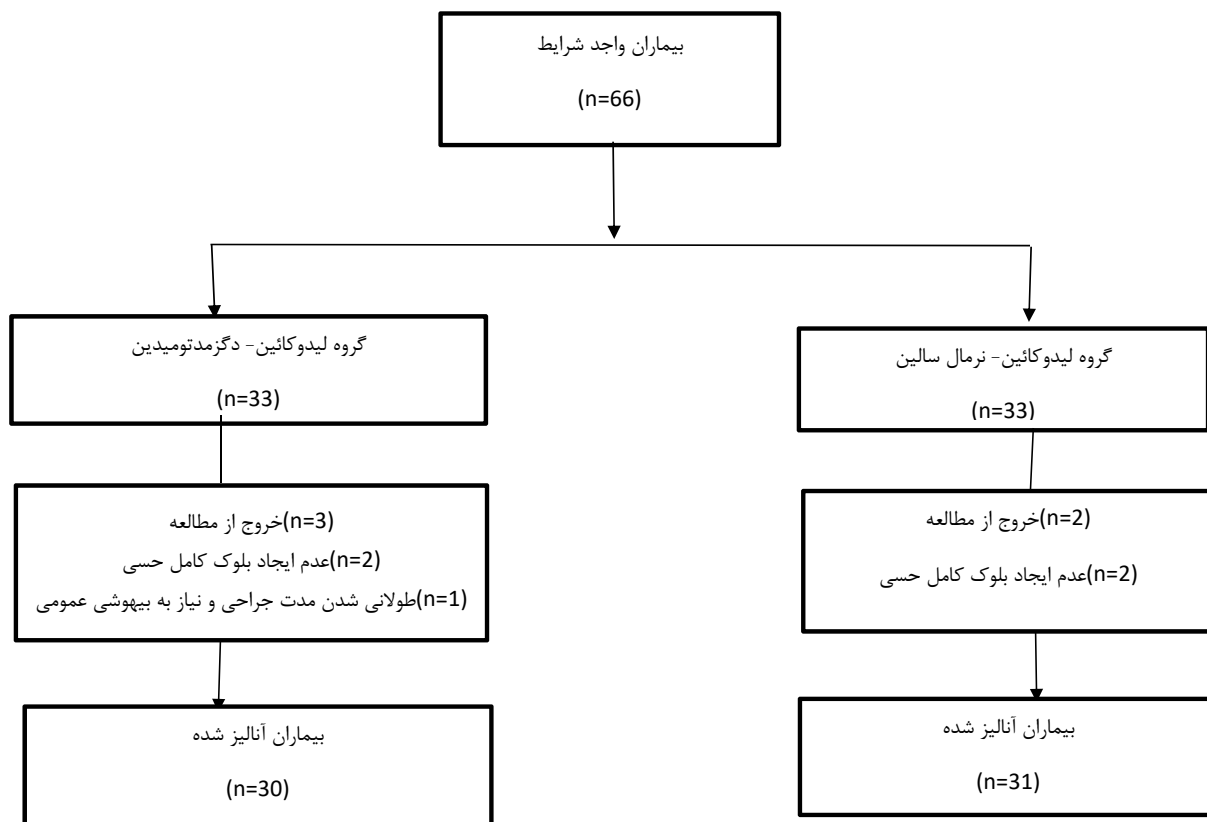 بیماران واجد شرایط
(n=66)
گروه لیدوکائین- نرمال سالین
(n=33)
گروه لیدوکائین- دگزمدتومیدین
(n=33)
خروج از مطالعه(n=2)
عدم ایجاد بلوک کامل حسی(n=2)
خروج از مطالعه(n=3)
عدم ایجاد بلوک کامل حسی(n=2)
طولانی شدن مدت جراحی و نیاز به بیهوشی عمومی(n=1)
بیماران آنالیز شده
(n=31)
بیماران آنالیز شده
(n=30)